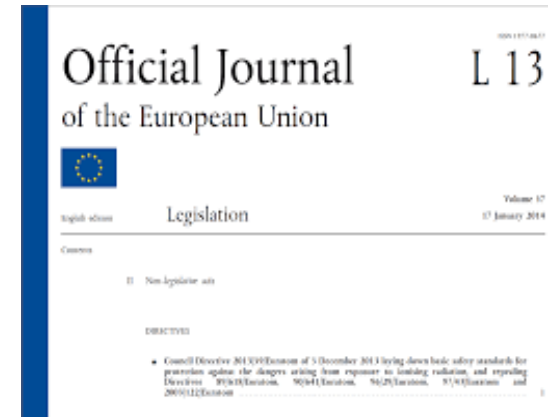 ISSN 1977-0677
Official Journal
L 13
of the European Union
English edition
Legislation
Volume 57
17 January 2014
Contents
II Non-legislative acts
DIRECTIVES
★ Council Directive 2013/59/Euratom of 5 December 2013 laying down basic safety standards for
protection against the dangers arising from exposure to ionising radiation, and repealing
Directives 89/618/Euratom, 90/641/Euratom, 96/29/Euratom, 97/43/Euratom and
2003/122/Euratom 1